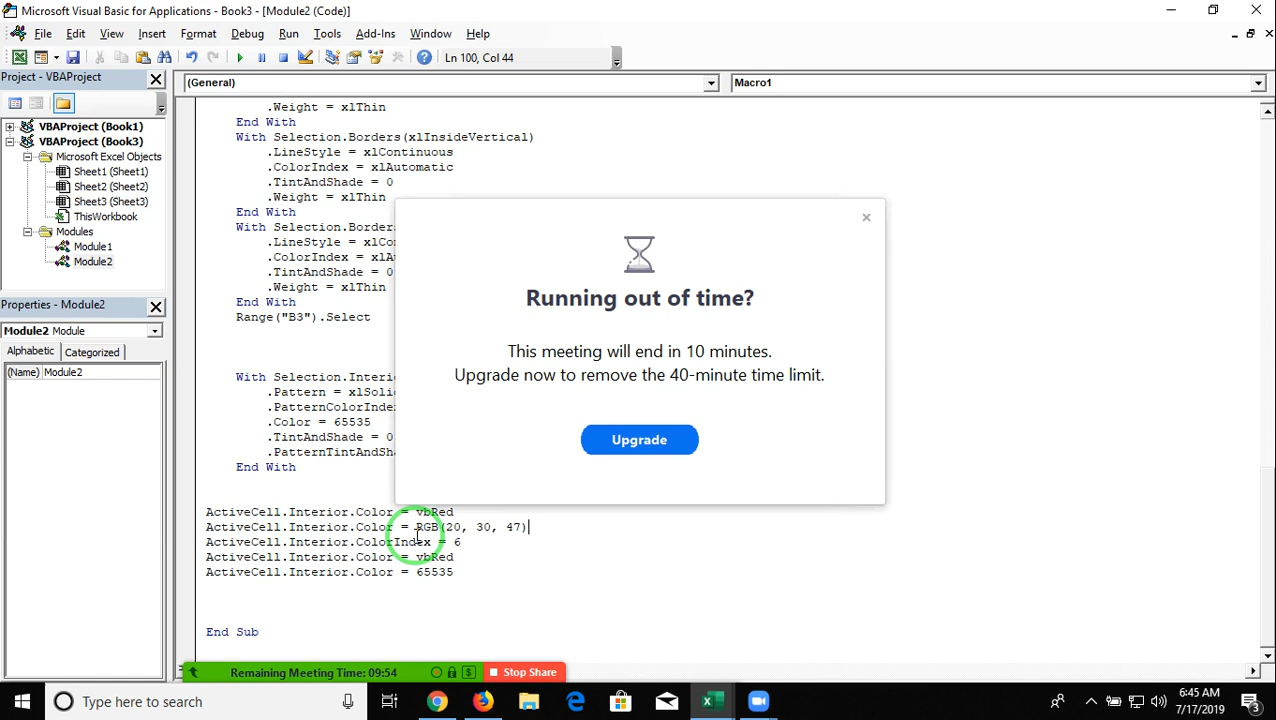 Microsoft Visual Basic for Applications - Book3 - [Module2 (Code)]
File Edit View Insert Format Debug Run Tools Add-Ins Window Help
Ln 100, Col 44
Project - VBAProject
(General)
Macro1
VBAProject (Book1)
VBAProject (Book3)
Microsoft Excel Objects
Sheet1 (Sheet1)
Sheet2 (Sheet2)
Sheet3 (Sheet3)
ThisWorkbook
Modules
Module1
Module2
Properties - Module2
Module2 Module
Alphabetic Categorized
(Name) Module2
.Weight = xlThin
End With
With Selection.Borders(xlInsideVertical)
.LineStyle = xlContinuous
.ColorIndex = xlAutomatic
.TintAndShade = 0
.Weight = xlThin
End With
With Selection.Borders
.LineStyle = xlCo
.ColorIndex = xlA
.TintAndShade = 0
.Weight = xlThin
End With
Range("B3").Select
With Selection.Interi
.Pattern = xlSoli
.PatternColorInde
.Color = 65535
.TintAndShade = 0
.PatternTintAndSh
End With
ActiveCell.Interior.Color = vbRed
ActiveCell.Interior.Color = RGB(20, 30, 47)
ActiveCell.Interior.ColorIndex = 6
ActiveCell.Interior.Color = vbRed
ActiveCell.Interior.Color = 65535
End Sub
Running out of time?
This meeting will end in 10 minutes.
Upgrade now to remove the 40-minute time limit.
Upgrade
Remaining Meeting Time: 09:54
Stop Share
Type here to search
6:45 AM
7/17/2019
3